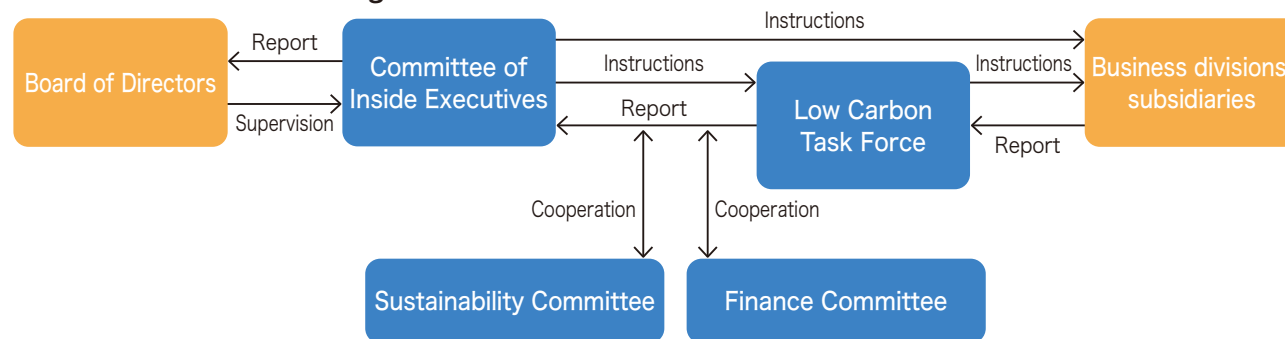 Instructions
Report
Board of Directors
Supervision
Committee of
Inside Executives
Instructions
Report
Low Carbon
Task Force
Instructions
Report
Business divisions
subsidiaries
Cooperation
Cooperation
Sustainability Committee
Finance Committee